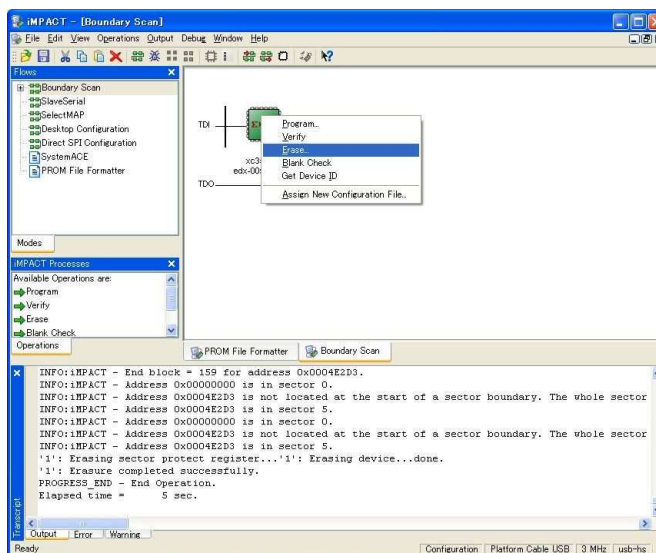 iMPACT - [Boundary Scan]
File Edit View Operations Output Debug Window Help
Flows
Boundary Scan
SlaveSerial
SelectMAP
Desktop Configuration
Direct SPI Configuration
SystemACE
PROM File Formatter
Modes
iMPACT Processes
Available Operations are:
Program
Verify
Erase
Blank Check
Operations
TDI
TDO
Program...
Verify
Erase...
Blank Check
Get Device ID
Assign New Configuration File...
PROM File Formatter
Boundary Scan
INFO:iMPACT - End block = 159 for address 0x0004E2D3.
INFO:iMPACT - Address 0x00000000 is in sector 0.
INFO:iMPACT - Address 0x0004E2D3 is not located at the start of a sector boundary. The whole sector
INFO:iMPACT - Address 0x0004E2D3 is in sector 5.
INFO:iMPACT - Address 0x00000000 is in sector 0.
INFO:iMPACT - Address 0x0004E2D3 is not located at the start of a sector boundary. The whole sector
INFO:iMPACT - Address 0x0004E2D3 is in sector 5.
'1': Erasing sector protect register...'1': Erasing device...done.
'1': Erasure completed successfully.
PROGRESS_END - End Operation.
Elapsed time =      5 sec.
Transcript
Output Error Warning
Ready
Configuration Platform Cable USB 3 MHz usb-hs